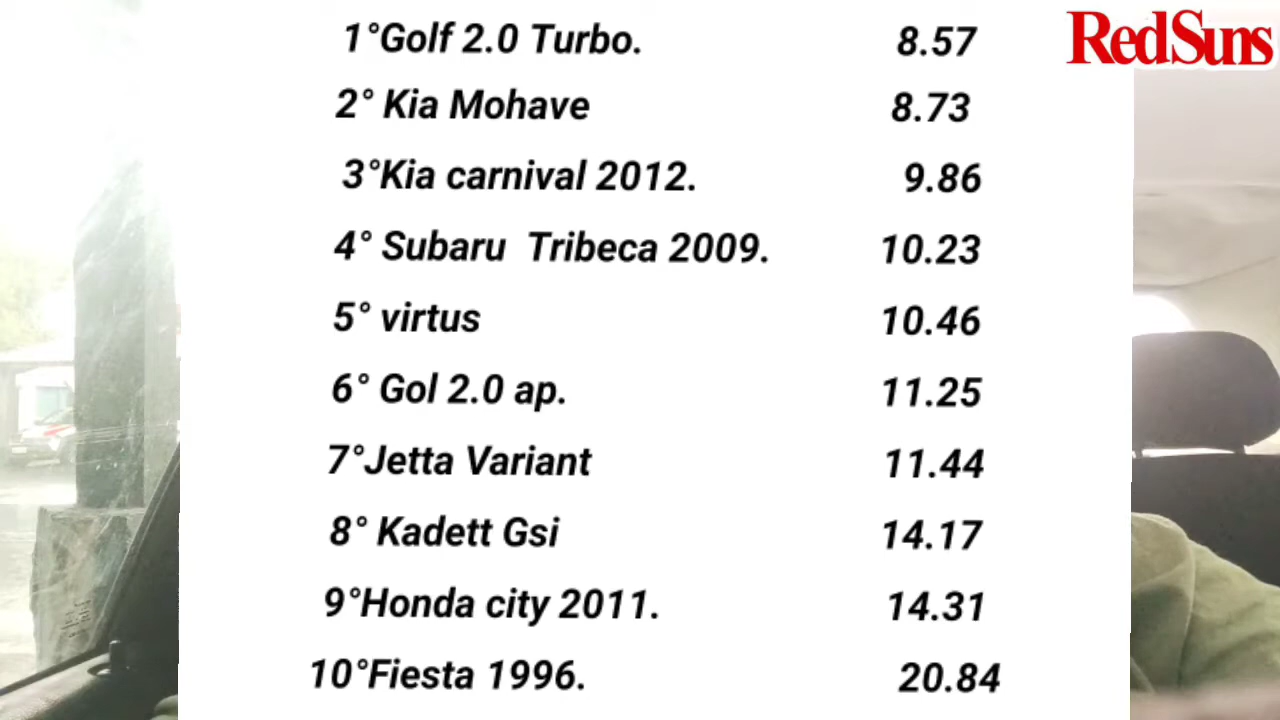 RedSuns
1°Golf 2.0 Turbo. 8.57
2° Kia Mohave 8.73
3°Kia carnival 2012. 9.86
4° Subaru Tribeca 2009. 10.23
5° virtus 10.46
6° Gol 2.0 ap. 11.25
7°Jetta Variant 11.44
8° Kadett Gsi 14.17
9°Honda city 2011. 14.31
10°Fiesta 1996. 20.84